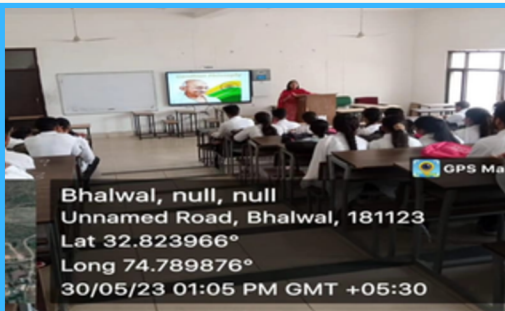 GPS Ma
Bhalwal, null, null
Unnamed Road, Bhalwal, 181123
Lat 32.823966°
Long 74.789876°
30/05/23 01:05 PM GMT +05:30